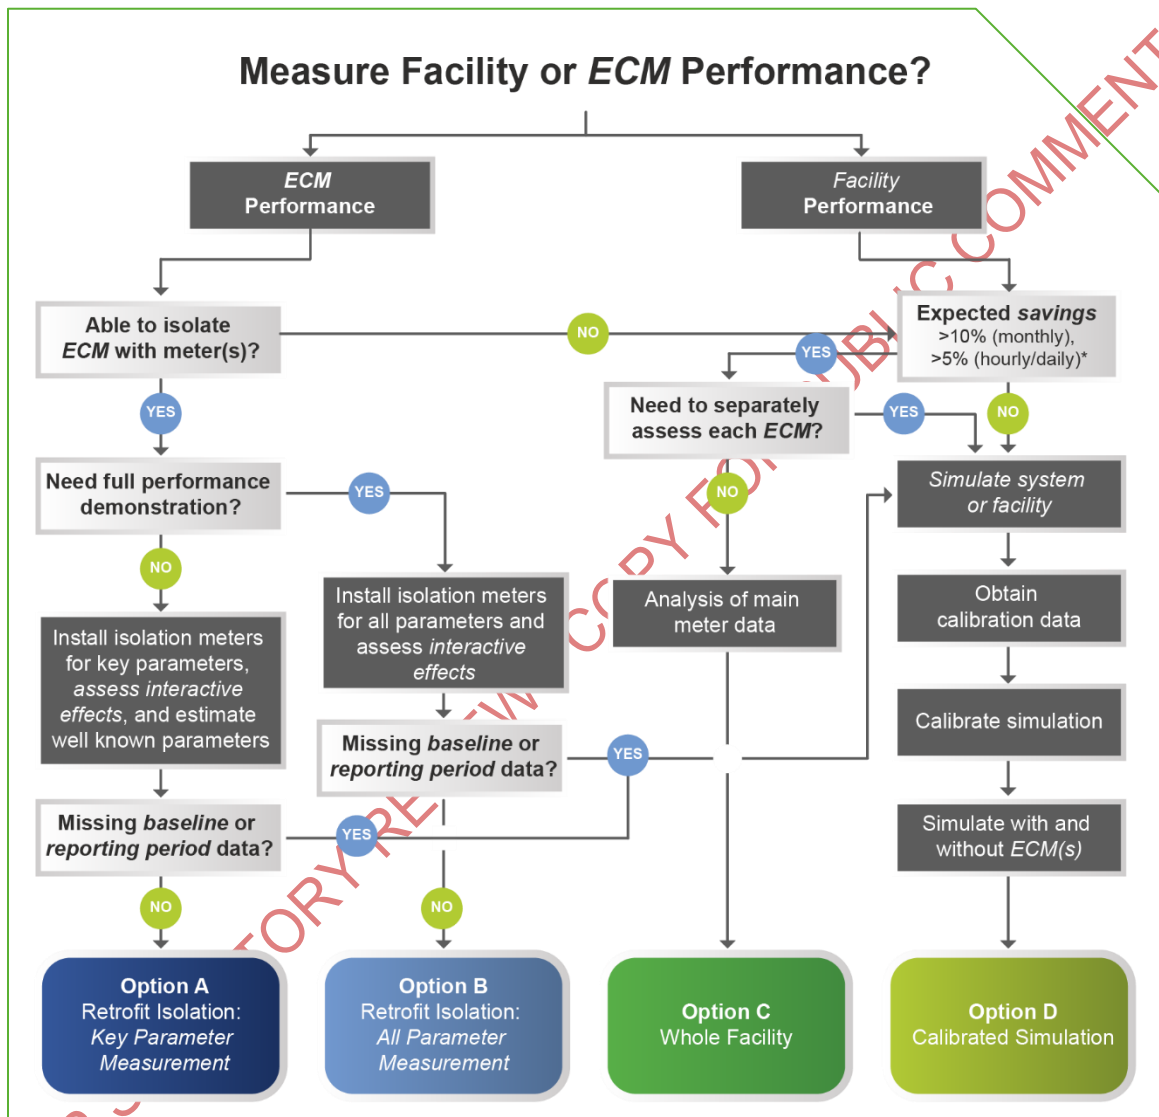 Measure Facility or ECM Performance?
ECM
Performance
Facility
Performance
Able to isolate
ECM with meter(s)?
NO
Expected savings
>10% (monthly),
>5% (hourly/daily)*
YES
YES
Need to separately
assess each ECM?
YES
NO
Need full performance
demonstration?
YES
NO
Simulate system
or facility
NO
Install isolation meters
for all parameters and
assess interactive
effects
Analysis of main
meter data
Obtain
calibration data
Install isolation meters
for key parameters,
assess interactive
effects, and estimate
well known parameters
Calibrate simulation
Missing baseline or
reporting period data?
YES
Missing baseline or
reporting period data?
YES
Simulate with and
without ECM(s)
NO
NO
Option A
Retrofit Isolation:
Key Parameter
Measurement
Option B
Retrofit Isolation:
All Parameter
Measurement
Option C
Whole Facility
Option D
Calibrated Simulation
COPY FOR PUBLIC COMMENT